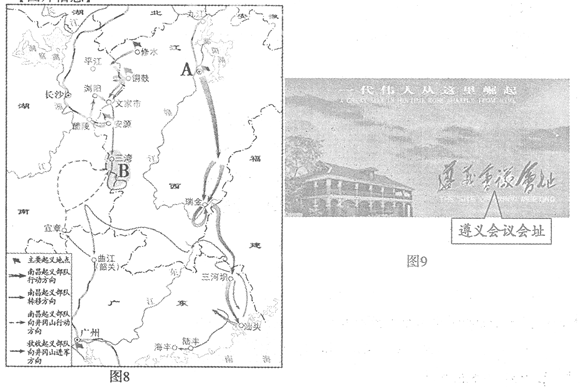 湖
北
九江
江
修水
平江
铜鼓
A
长沙
浏阳
文家市
湖
醴陵
安源
三湾
B
福
西
瑞金
南
宜章
建
曲江
(韶关)
三河坝
广
东
广州
汕头
海丰
陆丰
主要起义地点
南昌起义部队
行动方向
南昌起义部队
转移方向
南昌起义部队
向井冈山行动
方向
秋收起义部队
向井冈山进军
方向
图8
一代伟人从这里崛起
遵义会议会址
遵义会议会址
图9